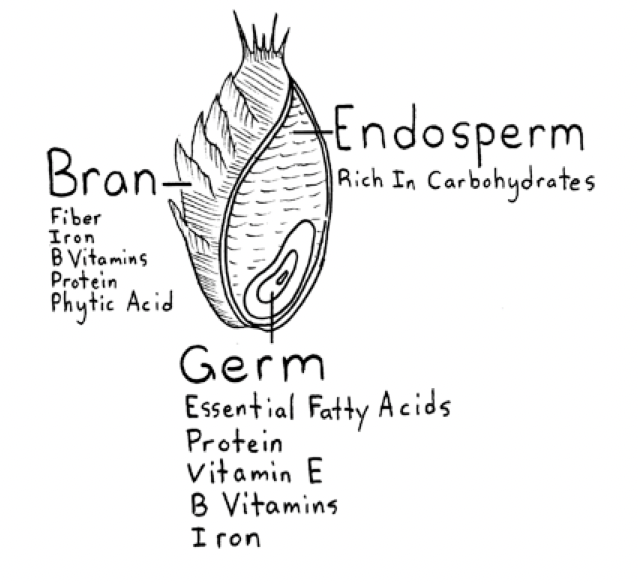 Endosperm
Rich In Carbohydrates
Bran
Fiber
Iron
B Vitamins
Protein
Phytic Acid
Germ
Essential Fatty Acids
Protein
Vitamin E
B Vitamins
Iron